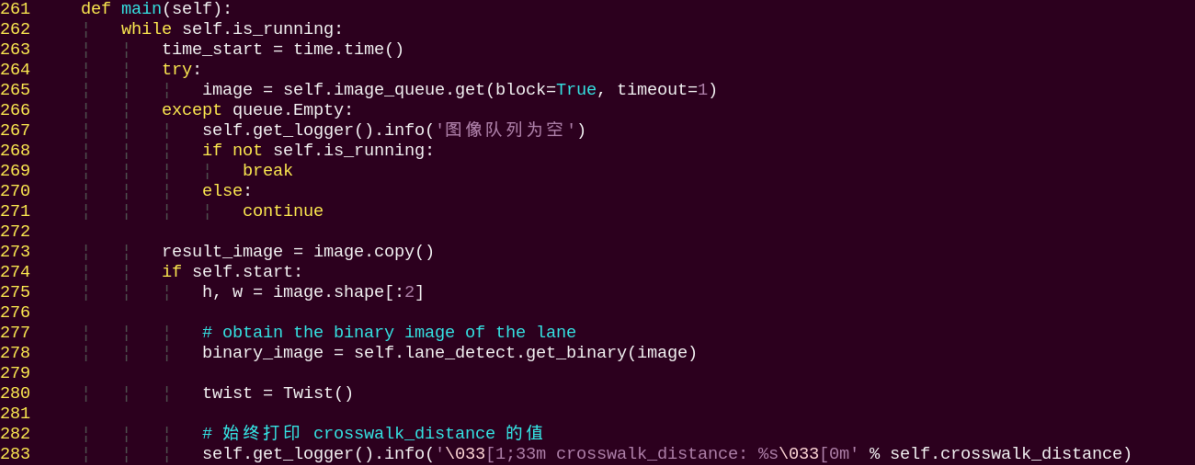 261     def main(self):
262         while self.is_running:
263             time_start = time.time()
264             try:
265                 image = self.image_queue.get(block=True, timeout=1)
266             except queue.Empty:
267                 self.get_logger().info('图像队列为空')
268                 if not self.is_running:
269                     break
270                 else:
271                     continue
272
273             result_image = image.copy()
274             if self.start:
275                 h, w = image.shape[:2]
276
277                 # obtain the binary image of the lane
278                 binary_image = self.lane_detect.get_binary(image)
279
280                 twist = Twist()
281
282                 # 始终打印 crosswalk_distance 的值
283                 self.get_logger().info('\033[1;33m crosswalk_distance: %s\033[0m' % self.crosswalk_distance)